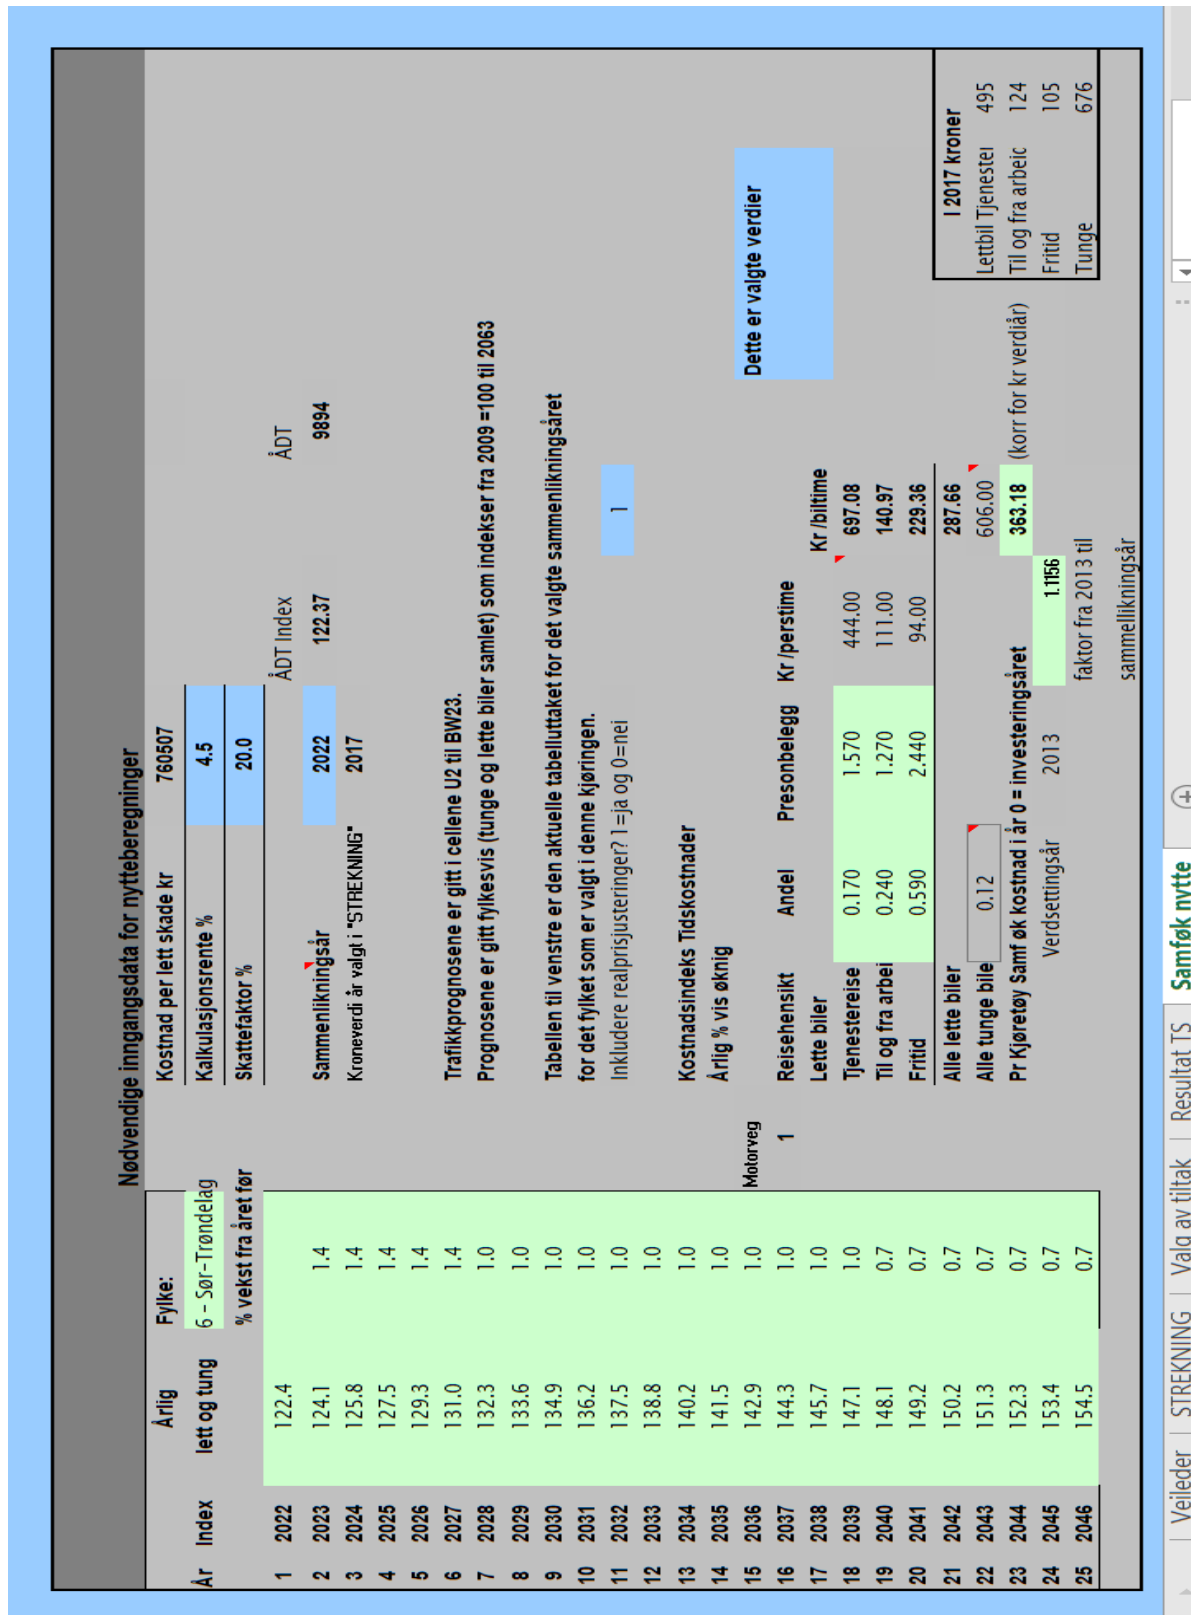 Nødvendige inngangsdata for nytteberegninger
Årlig Fylke: Kostnad per lett skade kr 760507
År Index lett og tung 6 - Sør-Trøndelag Kalkulasjonsrente % 4.5
% vekst fra året før Skattefaktor % 20.0
1 2022 122.4 ÅDT Index ÅDT
2 2023 124.1 1.4 Sammenlikningsår 2022 122.37 9894
3 2024 125.8 1.4 Kroneverdi år valgt i "STREKNING" 2017
4 2025 127.5 1.4
5 2026 129.3 1.4
6 2027 131.0 1.4 Trafikkprognosene er gitt i cellene U2 til BW23.
7 2028 132.3 1.0 Prognosene er gitt fylkesvis (tunge og lette biler samlet) som indekser fra 2009 =100 til 2063
8 2029 133.6 1.0
9 2030 134.9 1.0 Tabellen til venstre er den aktuelle tabelluttaket for det valgte sammenlikningsåret
10 2031 136.2 1.0 for det fylket som er valgt i denne kjøringen.
11 2032 137.5 1.0 Inkludere realprisjusteringer? 1=ja og 0=nei 1
12 2033 138.8 1.0
13 2034 140.2 1.0 Kostnadsindeks Tidskostnader
14 2035 141.5 1.0 Årlig % vis øknig
15 2036 142.9 1.0 Motorveg Dette er valgte verdier
16 2037 144.3 1.0 1 Reisehensikt Andel Presonbelegg Kr /perstime
17 2038 145.7 1.0 Lette biler Kr /biltime
18 2039 147.1 1.0 Tjenestereise 0.170 1.570 444.00 697.08
19 2040 148.1 0.7 Til og fra arbei 0.240 1.270 111.00 140.97
20 2041 149.2 0.7 Fritid 0.590 2.440 94.00 229.36
21 2042 150.2 0.7 Alle lette biler 287.66 I 2017 kroner
22 2043 151.3 0.7 Alle tunge bile 0.12 606.00 Lettbil Tjenestei 495
23 2044 152.3 0.7 Pr Kjøretøy Samf øk kostnad i år 0 = investeringsåret 363.18 (korr for kr verdiår) Til og fra arbeic 124
24 2045 153.4 0.7 Verdsettingsår 2013 1.1156 Fritid 105
25 2046 154.5 0.7 faktor fra 2013 til Tunge 676
sammellikningsår
Veileder STREKNING Valg av tiltak Resultat TS Samføk nytte